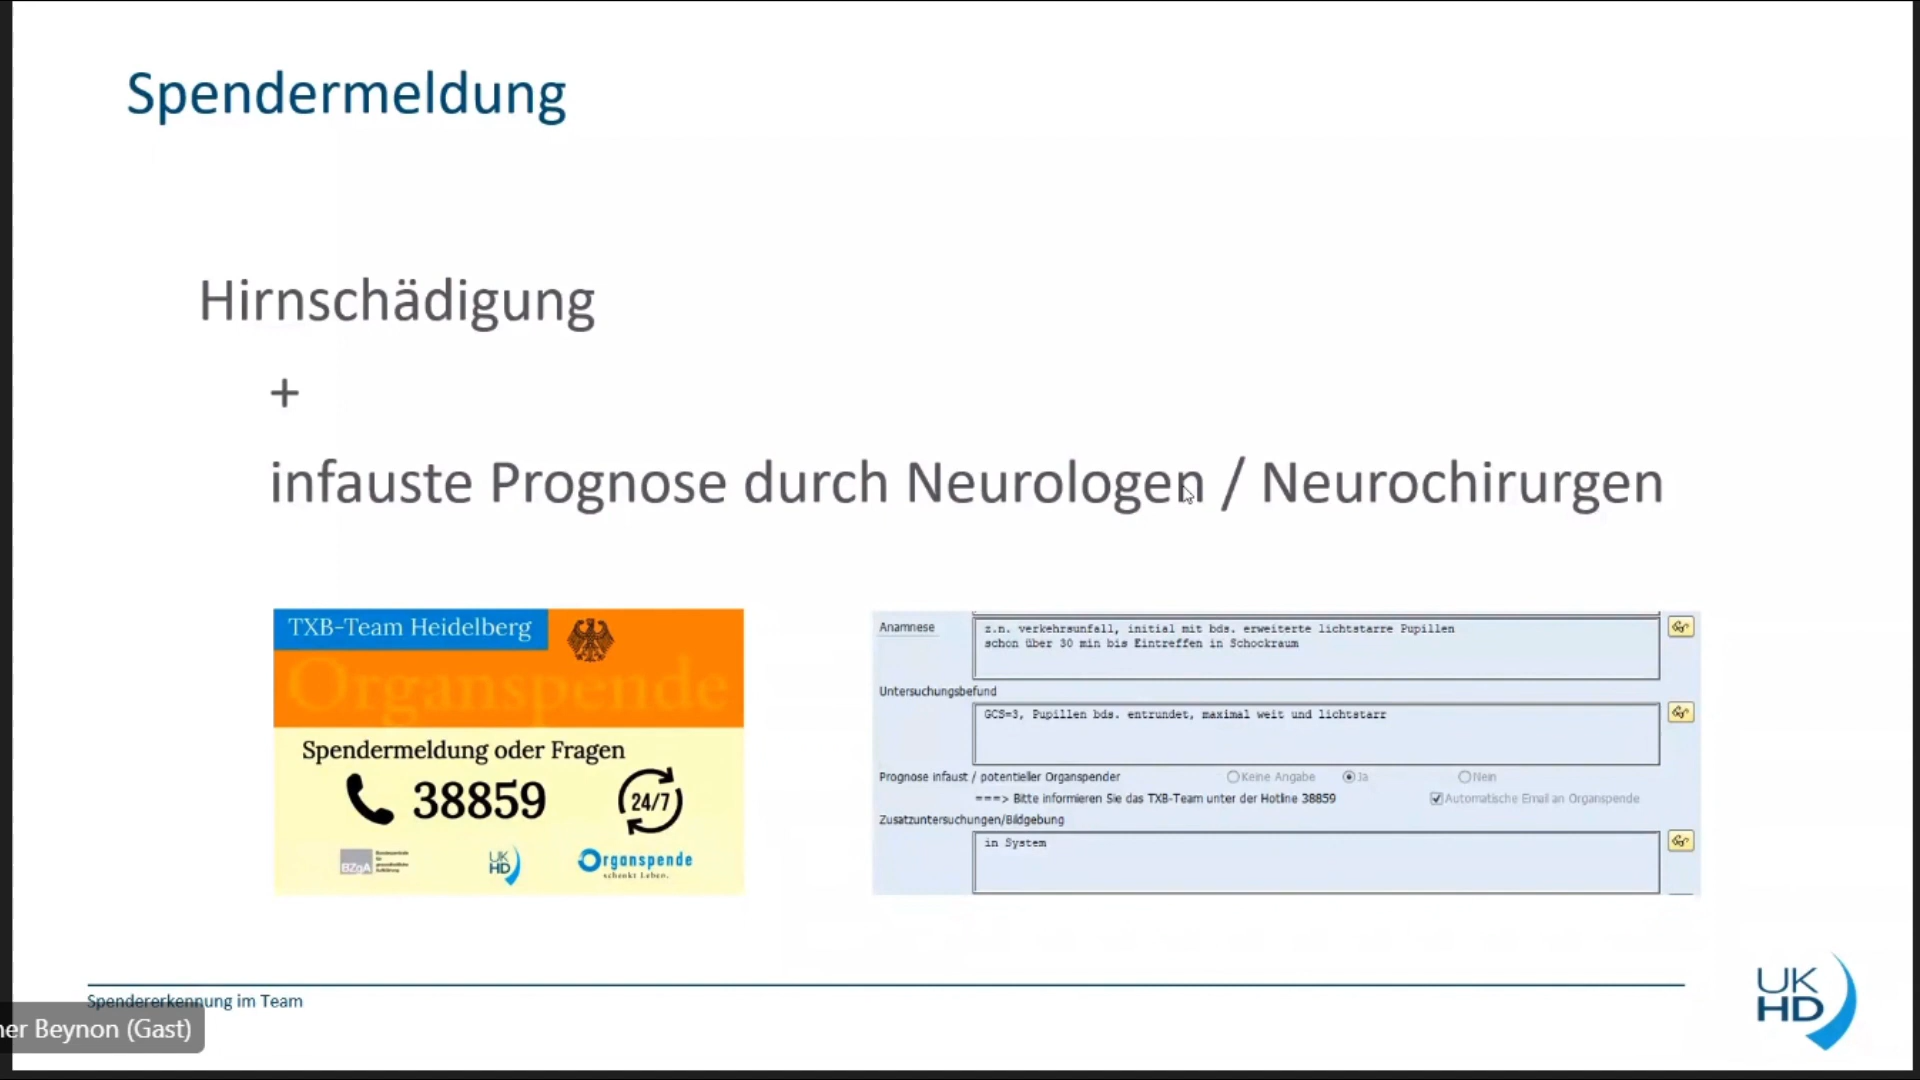 Spendermeldung
Hirnschädigung
+
infauste Prognose durch Neurologen / Neurochirurgen
TXB-Team Heidelberg
Organspende
Spendermeldung oder Fragen
38859
24/7
BZgA
UK
HD
Organspende
schenkt Leben.
Anamnese
z.n. verkehrsunfall, initial mit bds. erweiterte lichtstarre Pupillen
schon über 30 min bis Eintreffen in Schockraum
Untersuchungsbefund
GCS=3, Pupillen bds. entrundet, maximal weit und lichtstarr
Prognose infaust / potentieller Organspender Keine Angabe Ja Nein
===> Bitte informieren Sie das TXB-Team unter der Hotline 38859 Automatische Email an Organspende
Zusatzuntersuchungen/Bildgebung
in System
Spendererkennung im Team
her Beynon (Gast)
UK
HD